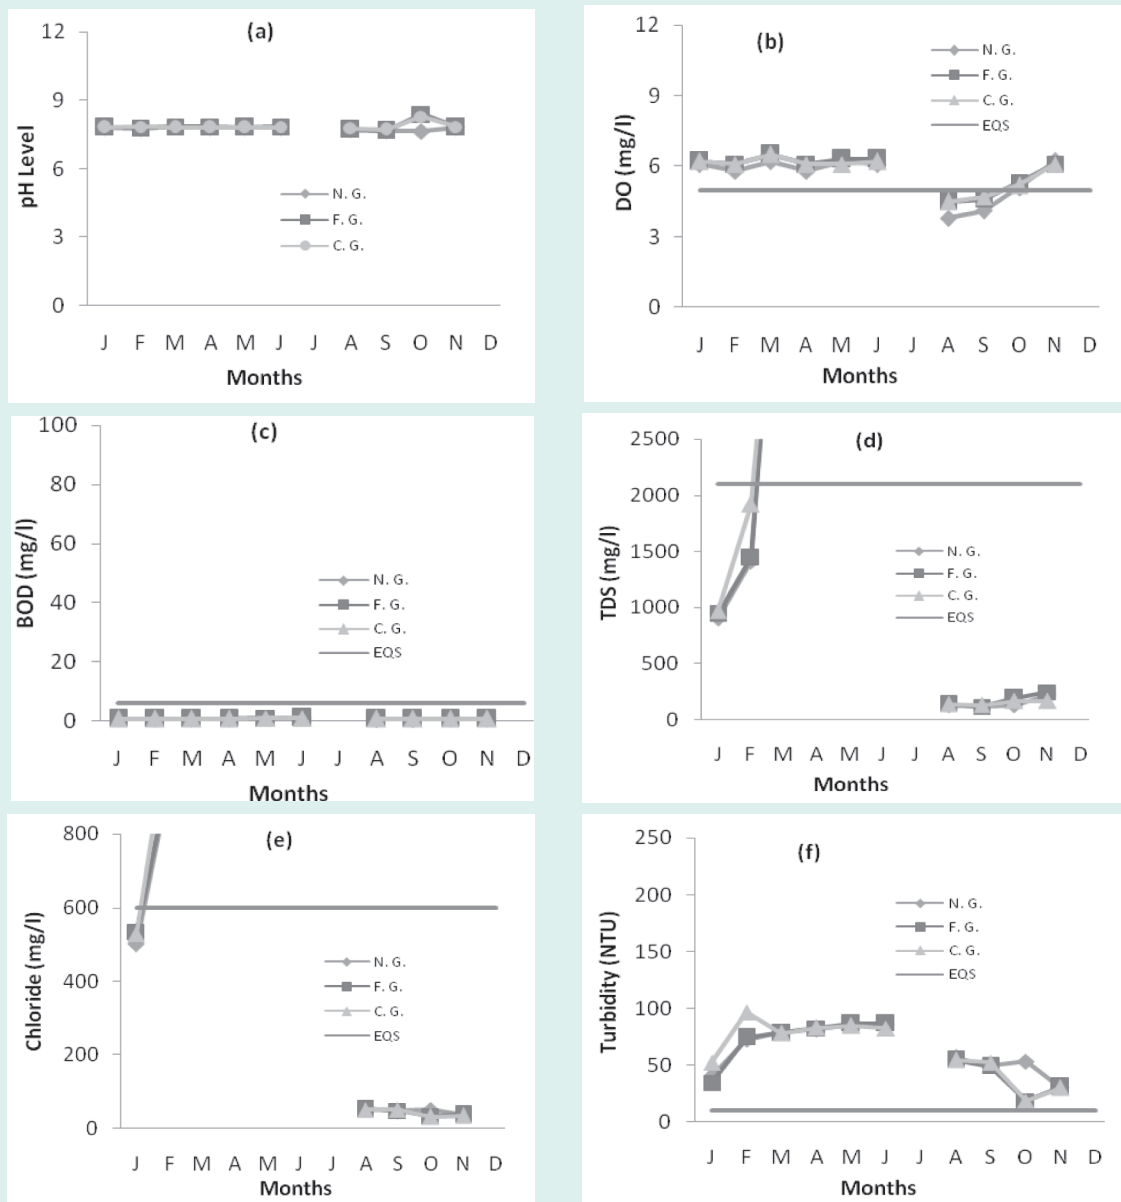 (a)
12
9
6
3
0
pH Level
N. G.
F. G.
C. G.
J F M A M J J A S O N D
Months
(b)
12
9
6
3
0
DO (mg/l)
N. G.
F. G.
C. G.
EQS
J F M A M J J A S O N D
Months
(c)
100
80
60
40
20
0
BOD (mg/l)
N. G.
F. G.
C. G.
EQS
J F M A M J J A S O N D
Months
(d)
2500
2000
1500
1000
500
0
TDS (mg/l)
N. G.
F. G.
C. G.
EQS
J F M A M J J A S O N D
Months
(e)
800
600
400
200
0
Chloride (mg/l)
N. G.
F. G.
C. G.
EQS
J F M A M J J A S O N D
Months
(f)
250
200
150
100
50
0
Turbidity (NTU)
N. G.
F. G.
C. G.
EQS
J F M A M J J A S O N D
Months